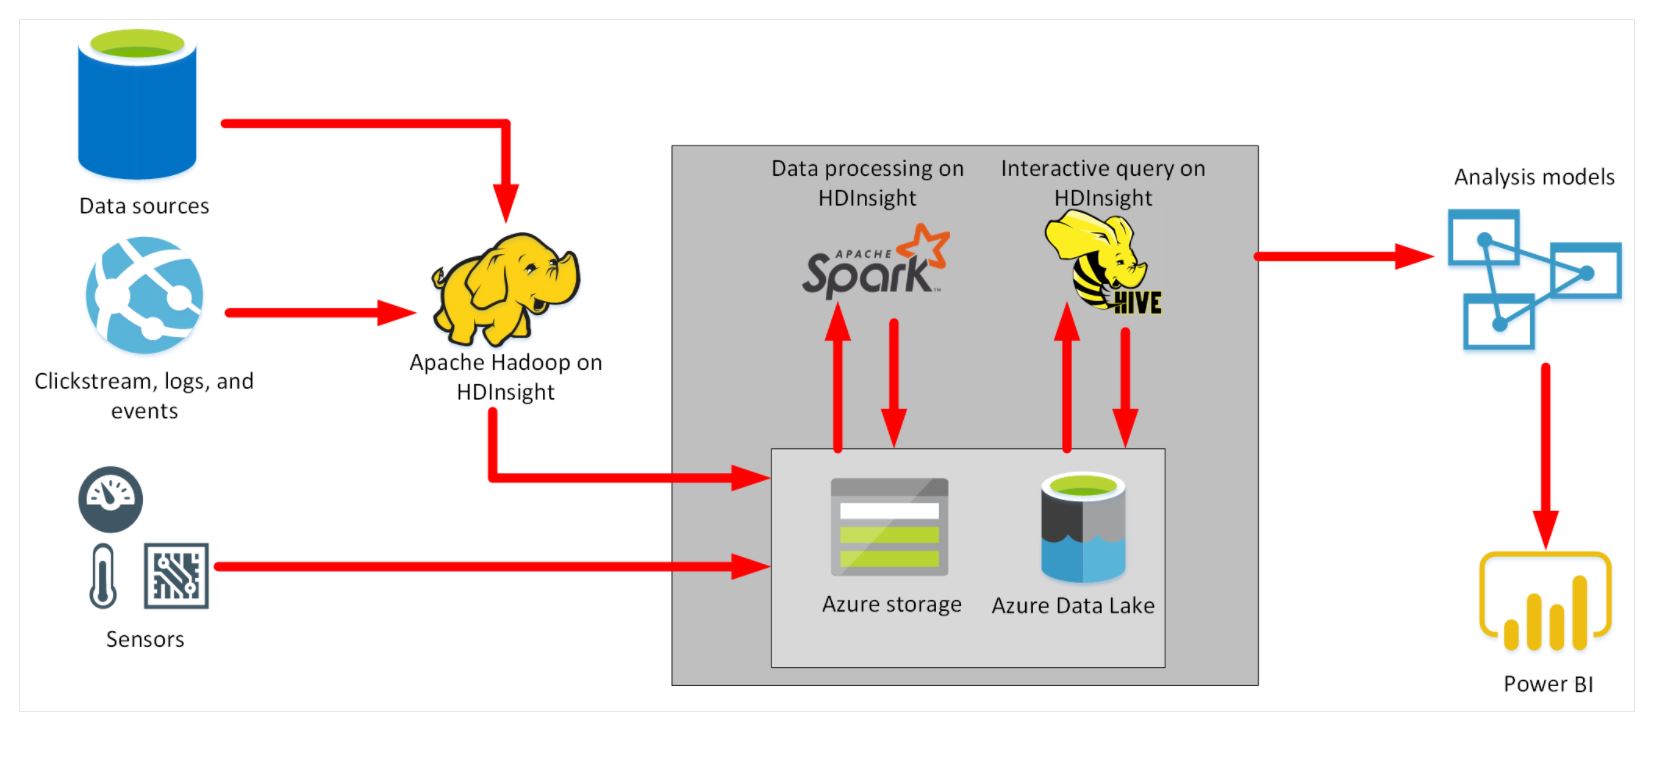 Data sources
Clickstream, logs, and
events
Sensors
Apache Hadoop on
HDInsight
Data processing on
HDInsight
APACHE
Spark™
Interactive query on
HDInsight
HIVE
Azure storage
Azure Data Lake
Analysis models
Power BI